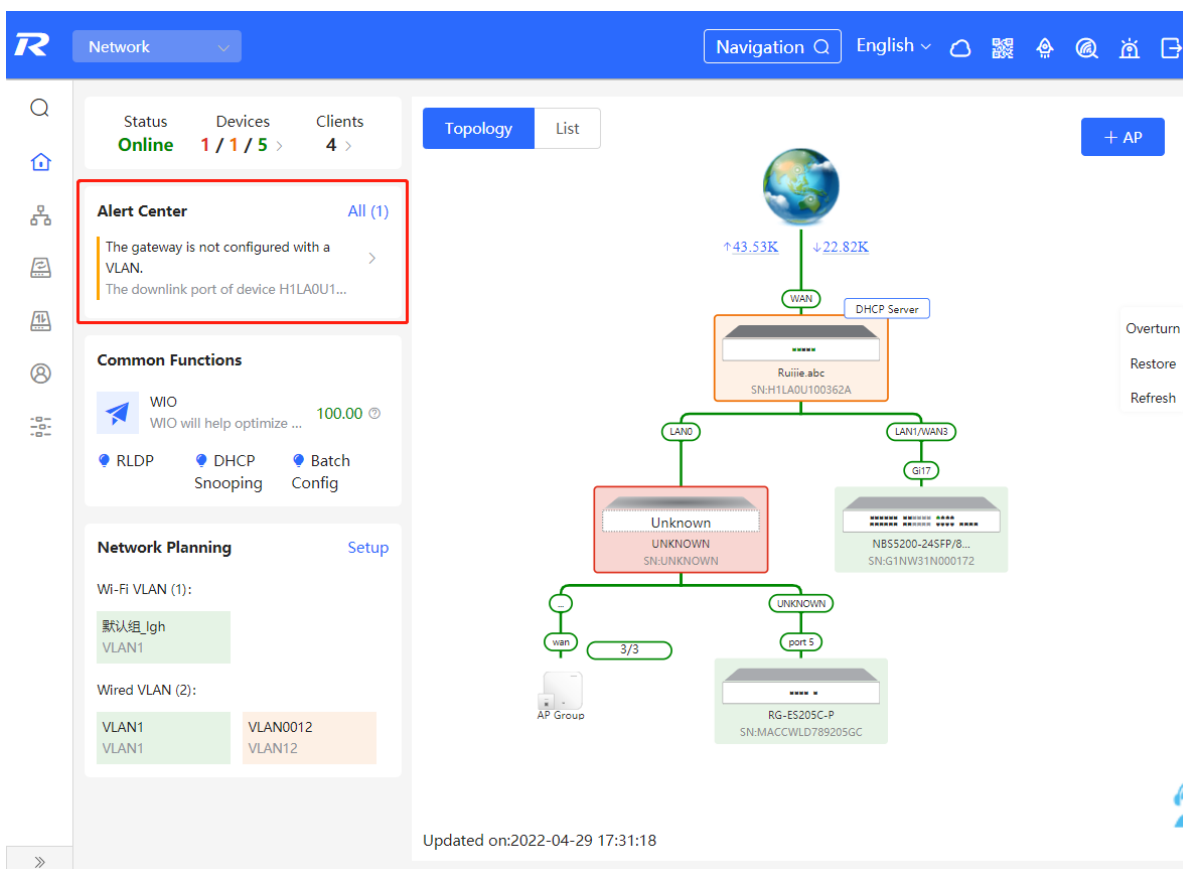 Network
Navigation
English
Status Devices Clients
Online 1 / 1 / 5 > 4 >
Alert Center All (1)
The gateway is not configured with a
VLAN.
The downlink port of device H1LA0U1...
Common Functions
WIO
WIO will help optimize ... 100.00
RLDP DHCP Batch
Snooping Config
Network Planning Setup
Wi-Fi VLAN (1):
默认组_lgh
VLAN1
Wired VLAN (2):
VLAN1 VLAN0012
VLAN1 VLAN12
Topology List
+ AP
↑43.53K ↓22.82K
WAN
DHCP Server
Ruijie.abc
SN:H1LA0U100362A
LAN0 LAN1/WAN3
Gi17
Unknown
UNKNOWN
SN:UNKNOWN
NBS5200-24SFP/8...
SN:G1NW31N000172
_ UNKNOWN
wan 3/3 port 5
AP Group
RG-ES205C-P
SN:MACCWLD789205GC
Overturn
Restore
Refresh
Updated on:2022-04-29 17:31:18